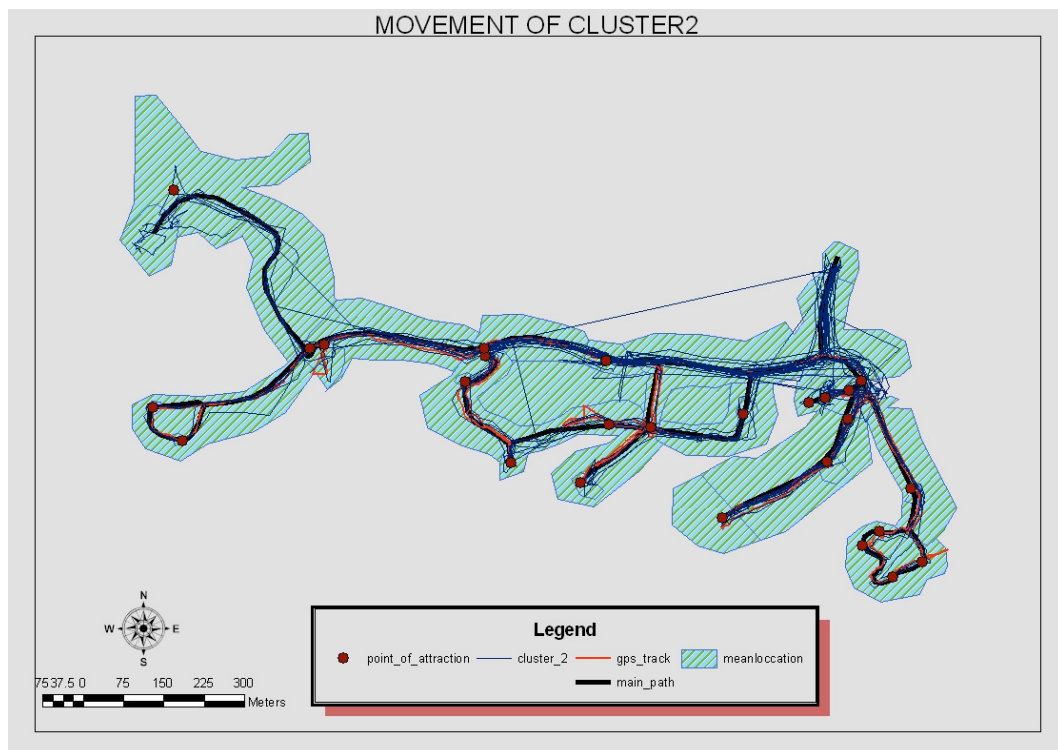 MOVEMENT OF CLUSTER2
N
W E
S
75 37.5 0 75 150 225 300
Meters
Legend
point_of_attraction cluster_2 gps_track meanloccation
main_path